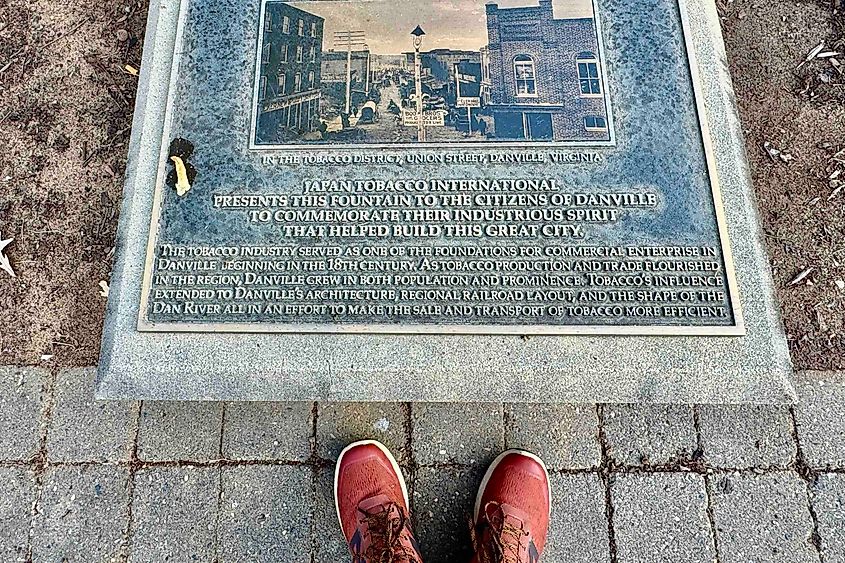 IN THE TOBACCO DISTRICT, UNION STREET, DANVILLE, VIRGINIA
JAPAN TOBACCO INTERNATIONAL
PRESENTS THIS FOUNTAIN TO THE CITIZENS OF DANVILLE
TO COMMEMORATE THEIR INDUSTRIOUS SPIRIT
THAT HELPED BUILD THIS GREAT CITY.
THE TOBACCO INDUSTRY SERVED AS ONE OF THE FOUNDATIONS FOR COMMERCIAL ENTERPRISE IN
DANVILLE BEGINNING IN THE 18TH CENTURY. AS TOBACCO PRODUCTION AND TRADE FLOURISHED
IN THE REGION, DANVILLE GREW IN BOTH POPULATION AND PROMINENCE. TOBACCO'S INFLUENCE
EXTENDED TO DANVILLE'S ARCHITECTURE, REGIONAL RAILROAD LAYOUT, AND THE SHAPE OF THE
DAN RIVER ALL IN AN EFFORT TO MAKE THE SALE AND TRANSPORT OF TOBACCO MORE EFFICIENT.